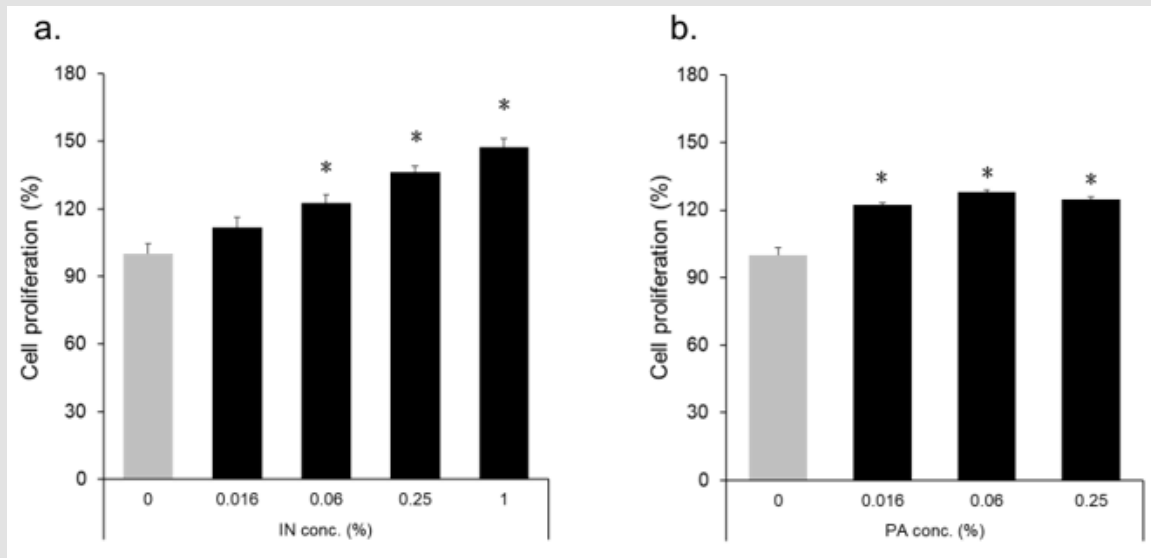 a.
180
150
120
90
60
30
0
Cell proliferation (%)
*
*
*
0 0.016 0.06 0.25 1
IN conc. (%)
b.
180
150
120
90
60
30
0
Cell proliferation (%)
* * *
0 0.016 0.06 0.25
PA conc. (%)